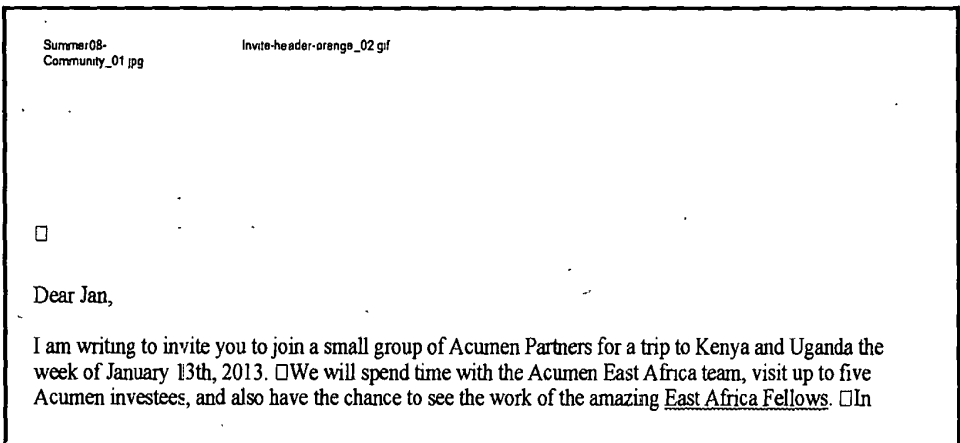 Summer08-
Community_01 jpg
Invite-header-orange_02 gif
□
Dear Jan,
I am writing to invite you to join a small group of Acumen Partners for a trip to Kenya and Uganda the
week of January 13th, 2013. □We will spend time with the Acumen East Africa team, visit up to five
Acumen investees, and also have the chance to see the work of the amazing East Africa Fellows. □In